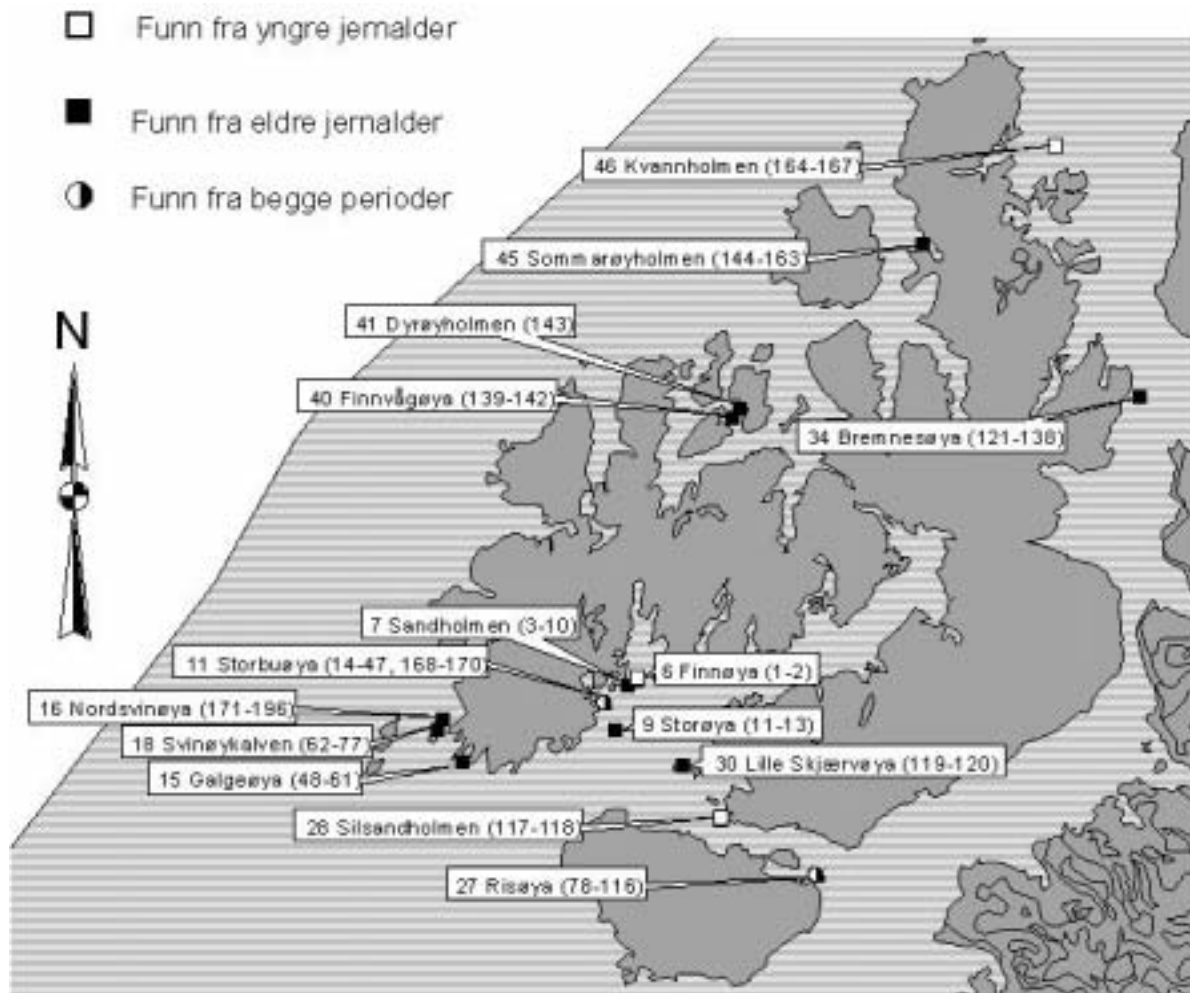 Funn fra yngre jernalder
Funn fra eldre jernalder
Funn fra begge perioder
N
46 Kvannholmen (164-167)
45 Sommarøyholmen (144-163)
41 Dyrøyholmen (143)
40 Finnvågøya (139-142)
34 Bremnesøya (121-138)
7 Sandholmen (3-10)
11 Storbuøya (14-47, 168-170)
6 Finnøya (1-2)
16 Nordsvinøya (171-196)
9 Storøya (11-13)
18 Svinøykalven (62-77)
30 Lille Skjærvøya (119-120)
15 Galgeøya (48-61)
28 Silsandholmen (117-118)
27 Risøya (78-116)